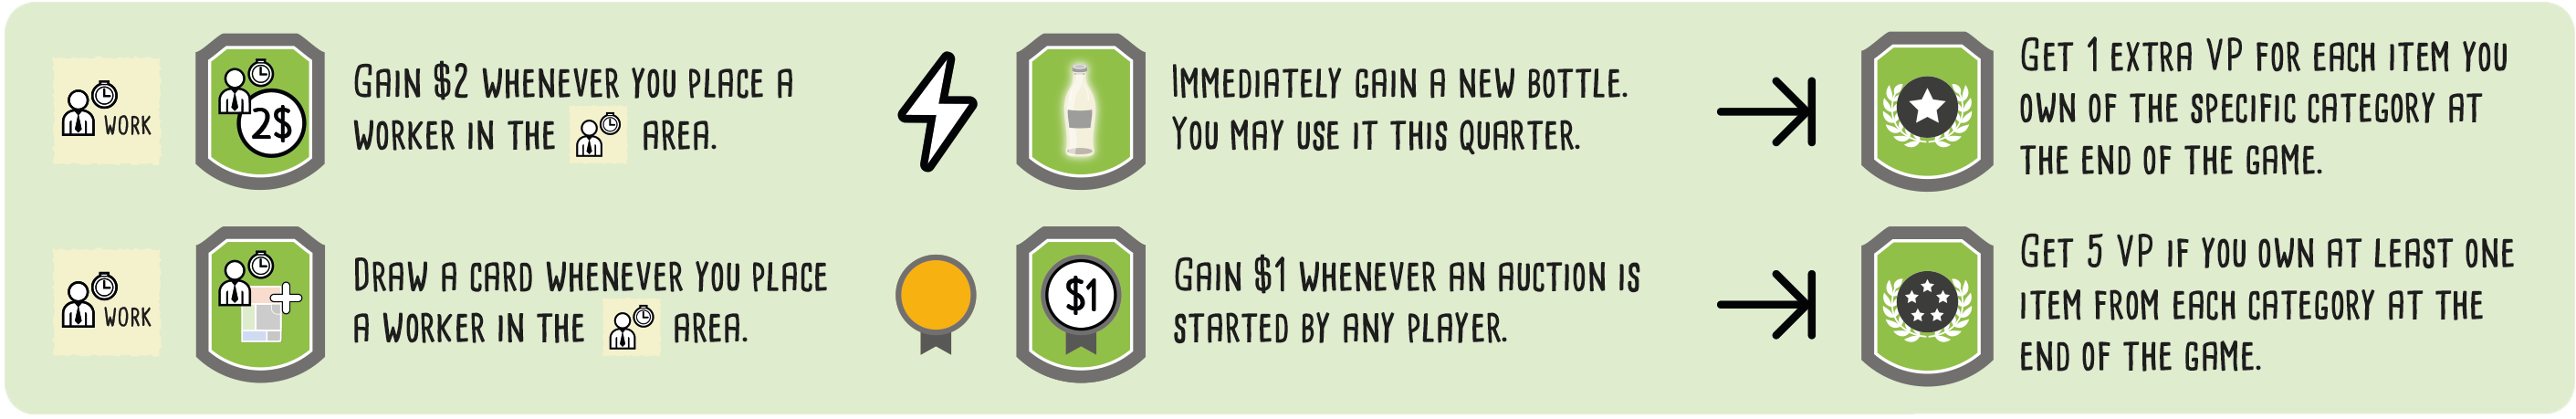 WORK
2$
GAIN $2 WHENEVER YOU PLACE A
WORKER IN THE AREA.
IMMEDIATELY GAIN A NEW BOTTLE.
YOU MAY USE IT THIS QUARTER.
GET 1 EXTRA VP FOR EACH ITEM YOU
OWN OF THE SPECIFIC CATEGORY AT
THE END OF THE GAME.
WORK
DRAW A CARD WHENEVER YOU PLACE
A WORKER IN THE AREA.
$1
GAIN $1 WHENEVER AN AUCTION IS
STARTED BY ANY PLAYER.
GET 5 VP IF YOU OWN AT LEAST ONE
ITEM FROM EACH CATEGORY AT THE
END OF THE GAME.